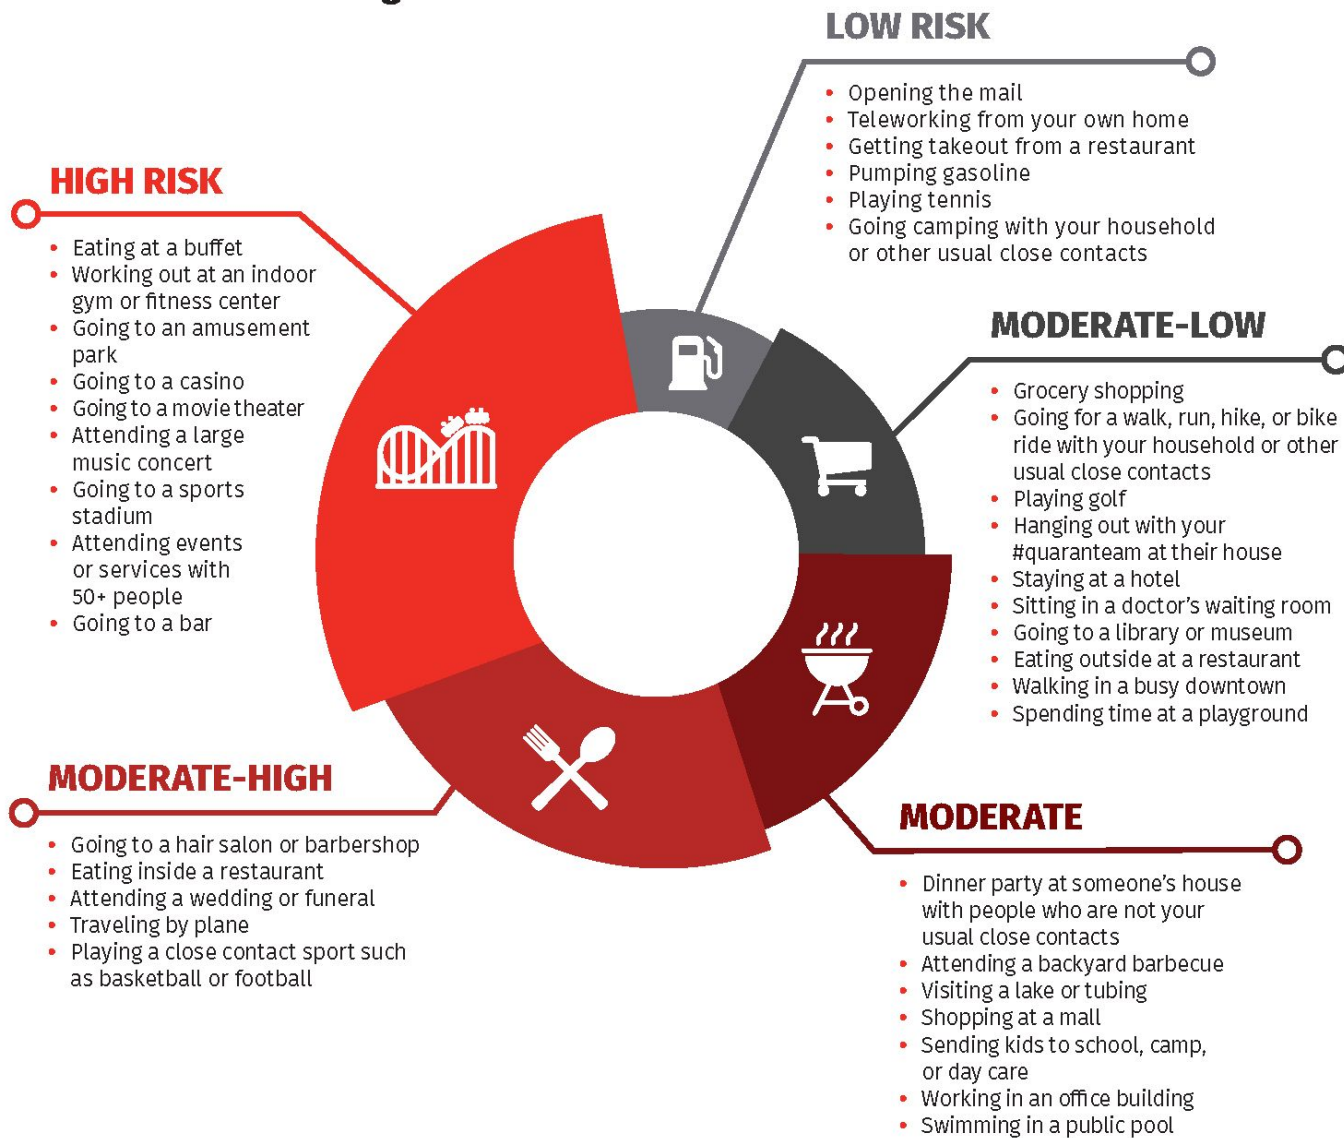 LOW RISK
• Opening the mail
• Teleworking from your own home
• Getting takeout from a restaurant
• Pumping gasoline
• Playing tennis
• Going camping with your household
or other usual close contacts
HIGH RISK
• Eating at a buffet
• Working out at an indoor
gym or fitness center
• Going to an amusement
park
• Going to a casino
• Going to a movie theater
• Attending a large
music concert
• Going to a sports
stadium
• Attending events
or services with
50+ people
• Going to a bar
MODERATE-LOW
• Grocery shopping
• Going for a walk, run, hike, or bike
ride with your household or other
usual close contacts
• Playing golf
• Hanging out with your
#quaranteam at their house
• Staying at a hotel
• Sitting in a doctor's waiting room
• Going to a library or museum
• Eating outside at a restaurant
• Walking in a busy downtown
• Spending time at a playground
MODERATE-HIGH
• Going to a hair salon or barbershop
• Eating inside a restaurant
• Attending a wedding or funeral
• Traveling by plane
• Playing a close contact sport such
as basketball or football
MODERATE
• Dinner party at someone's house
with people who are not your
usual close contacts
• Attending a backyard barbecue
• Visiting a lake or tubing
• Shopping at a mall
• Sending kids to school, camp,
or day care
• Working in an office building
• Swimming in a public pool